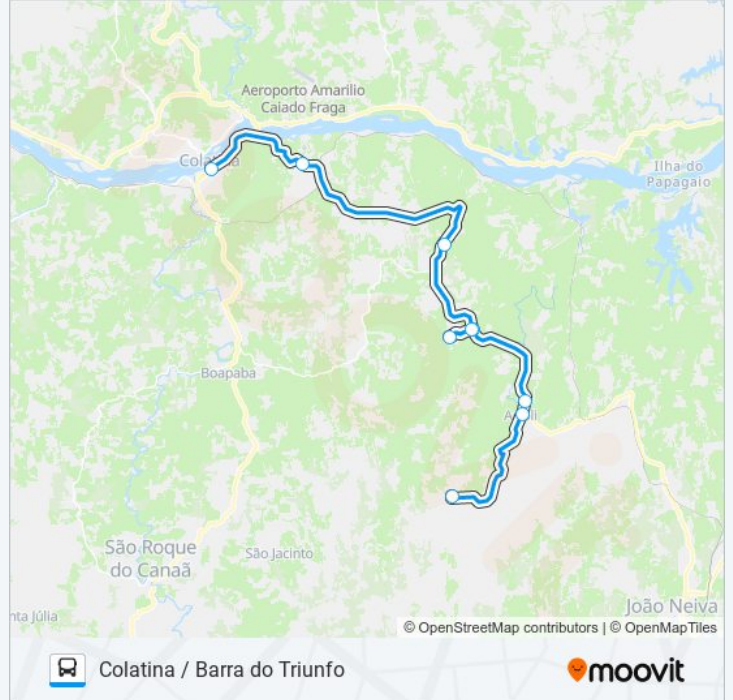 Aeroporto Amarilio
Caiado Fraga
Ilha do
Papagaio
Boapaba
São Roque
do Canaã
São Jacinto
nta Júlia
João Neiva
© OpenStreetMap contributors | © OpenMapTiles
Colatina / Barra do Triunfo
moovit